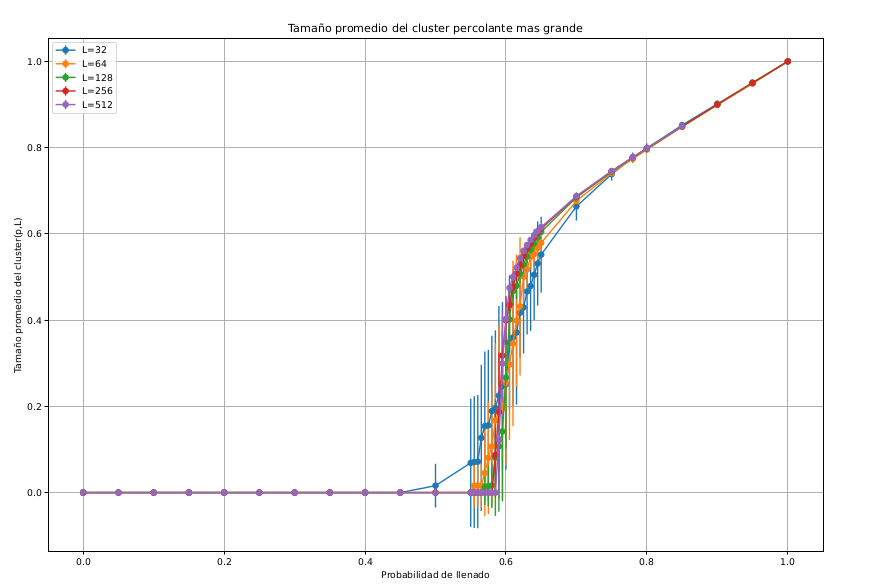 Tamaño promedio del cluster percolante mas grande
L=32
L=64
L=128
L=256
L=512
Tamaño promedio del cluster(p,L)
1.0
0.8
0.6
0.4
0.2
0.0
0.0 0.2 0.4 0.6 0.8 1.0
Probabilidad de llenado